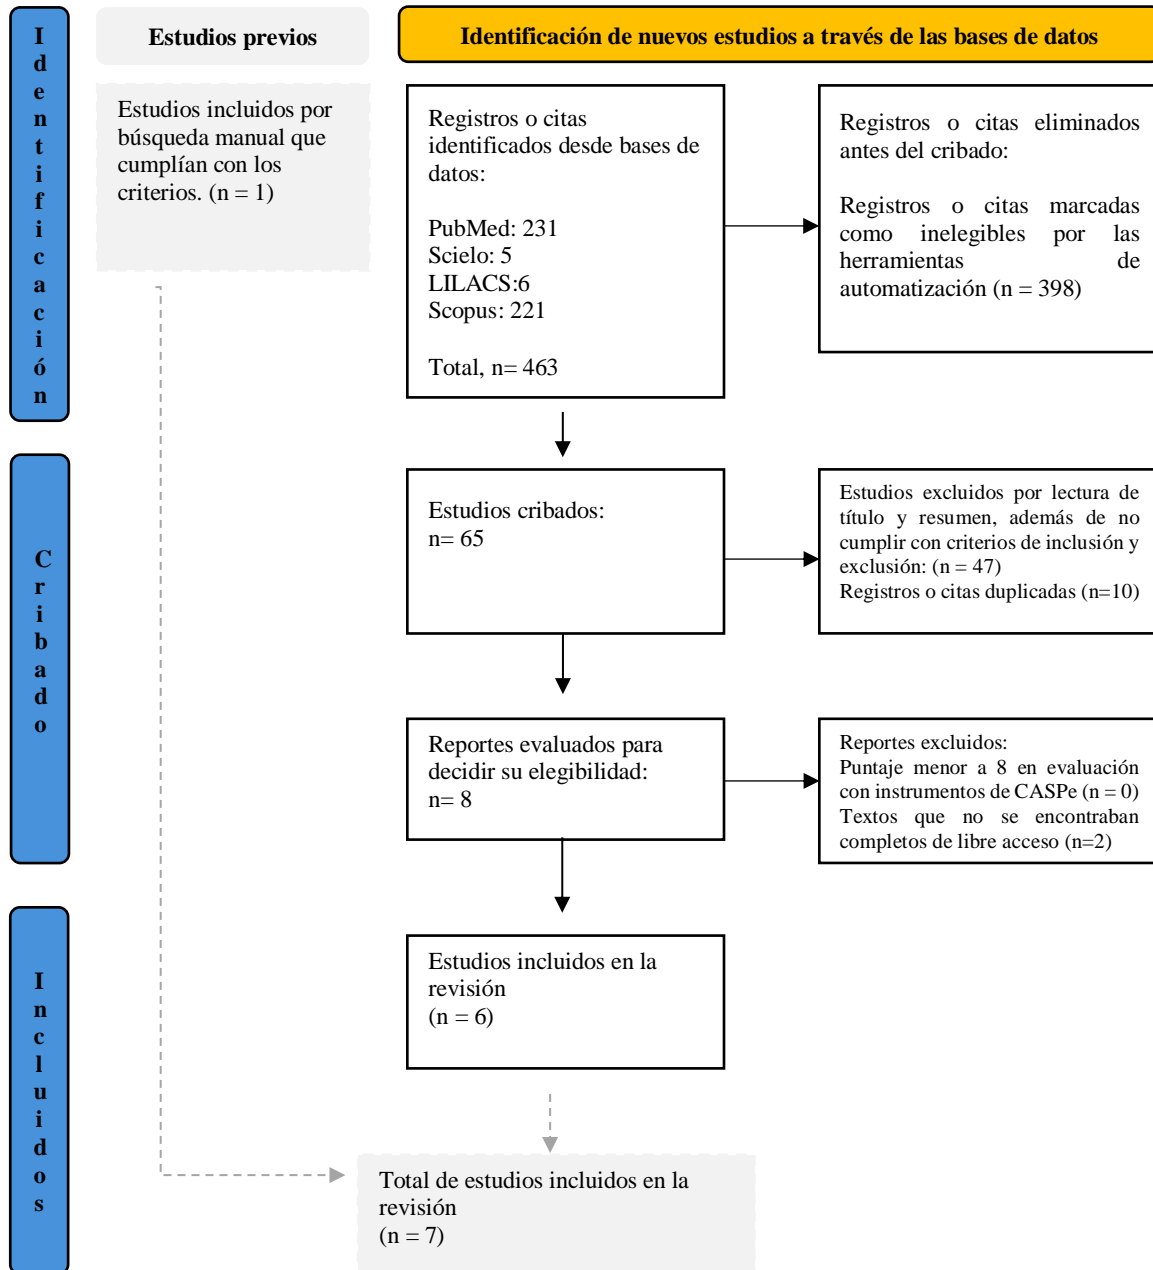 Identificación
Estudios previos
Identificación de nuevos estudios a través de las bases de datos
Estudios incluidos por
búsqueda manual que
cumplían con los
criterios. (n = 1)
Registros o citas
identificados desde bases de
datos:
PubMed: 231
Scielo: 5
LILACS:6
Scopus: 221
Total, n= 463
Registros o citas eliminados
antes del cribado:
Registros o citas marcadas
como inelegibles por las
herramientas de
automatización (n = 398)
Cribado
Estudios cribados:
n= 65
Estudios excluidos por lectura de
título y resumen, además de no
cumplir con criterios de inclusión y
exclusión: (n = 47)
Registros o citas duplicadas (n=10)
Reportes evaluados para
decidir su elegibilidad:
n= 8
Reportes excluidos:
Puntaje menor a 8 en evaluación
con instrumentos de CASPe (n = 0)
Textos que no se encontraban
completos de libre acceso (n=2)
Incluidos
Estudios incluidos en la
revisión
(n = 6)
Total de estudios incluidos en la
revisión
(n = 7)